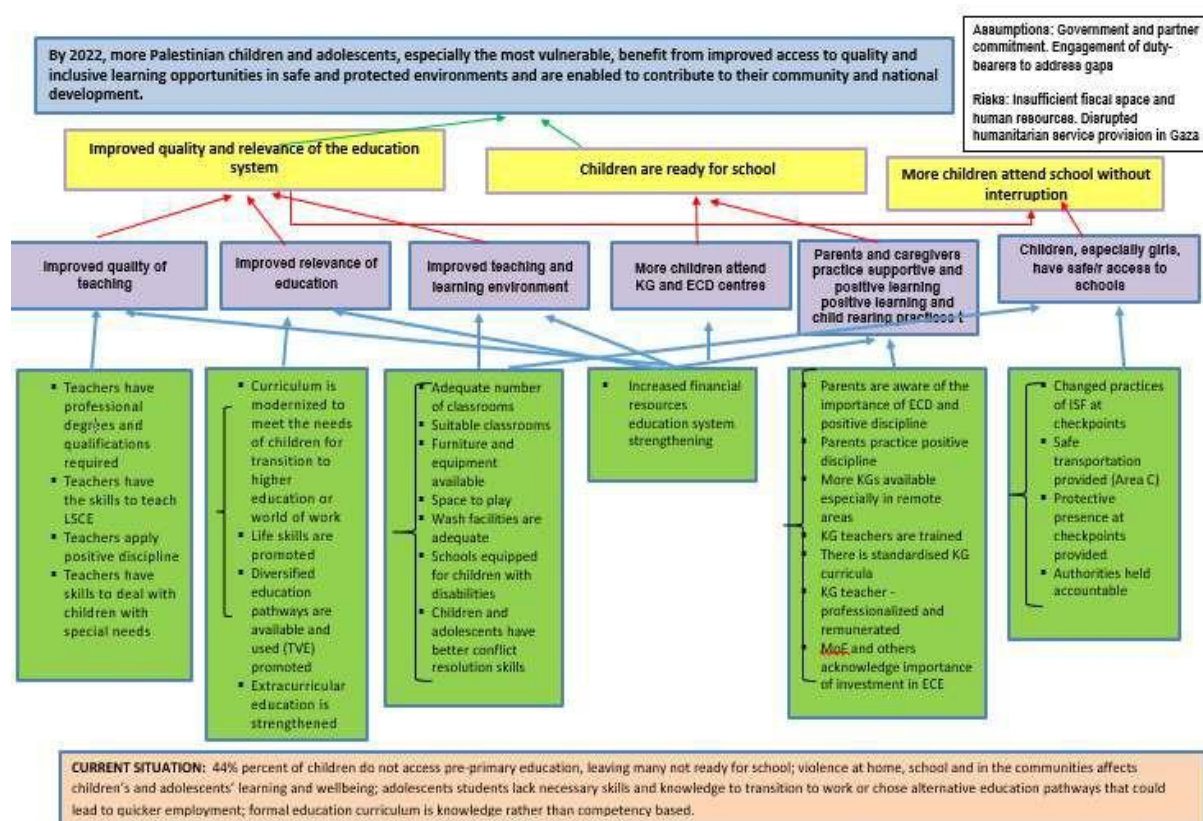 By 2022, more Palestinian children and adolescents, especially the most vulnerable, benefit from improved access to quality and
inclusive learning opportunities in safe and protected environments and are enabled to contribute to their community and national
development.
Assumptions: Government and partner
commitment. Engagement of duty-
bearers to address gaps
Risks: Insufficient fiscal space and
human resources. Disrupted
humanitarian service provision in Gaza
Improved quality and relevance of the education
system
Children are ready for school
More children attend school without
interruption
Improved quality of
teaching
Improved relevance of
education
Improved teaching and
learning environment
More children attend
KG and ECD centres
Parents and caregivers
practice supportive and
positive learning
positive learning and
child rearing practices t
Children, especially girls,
have safe/r access to
schools
▪ Teachers have
professional
degrees and
qualifications
required
▪ Teachers have
the skills to teach
LSCE
▪ Teachers apply
positive discipline
▪ Teachers have
skills to deal with
children with
special needs
▪ Curriculum is
modernized to
meet the needs
of children for
transition to
higher
education or
world of work
▪ Life skills are
promoted
▪ Diversified
education
pathways are
available and
used (TVE)
promoted
▪ Extracurricular
education is
strengthened
▪ Adequate number
of classrooms
▪ Suitable classrooms
▪ Furniture and
equipment
available
▪ Space to play
▪ Wash facilities are
adequate
▪ Schools equipped
for children with
disabilities
▪ Children and
adolescents have
better conflict
resolution skills
▪ Increased financial
resources
education system
strengthening
▪ Parents are aware of the
importance of ECD and
positive discipline
▪ Parents practice positive
discipline
▪ More KGs available
especially in remote
areas
▪ KG teachers are trained
▪ There is standardised KG
curricula
▪ KG teacher -
professionalized and
remunerated
▪ MoE and others
acknowledge importance
of investment in ECE
▪ Changed practices
of ISF at
checkpoints
▪ Safe
transportation
provided (Area C)
▪ Protective
presence at
checkpoints
provided
▪ Authorities held
accountable
CURRENT SITUATION: 44% percent of children do not access pre-primary education, leaving many not ready for school; violence at home, school and in the communities affects
children's and adolescents' learning and wellbeing; adolescents students lack necessary skills and knowledge to transition to work or chose alternative education pathways that could
lead to quicker employment; formal education curriculum is knowledge rather than competency based.